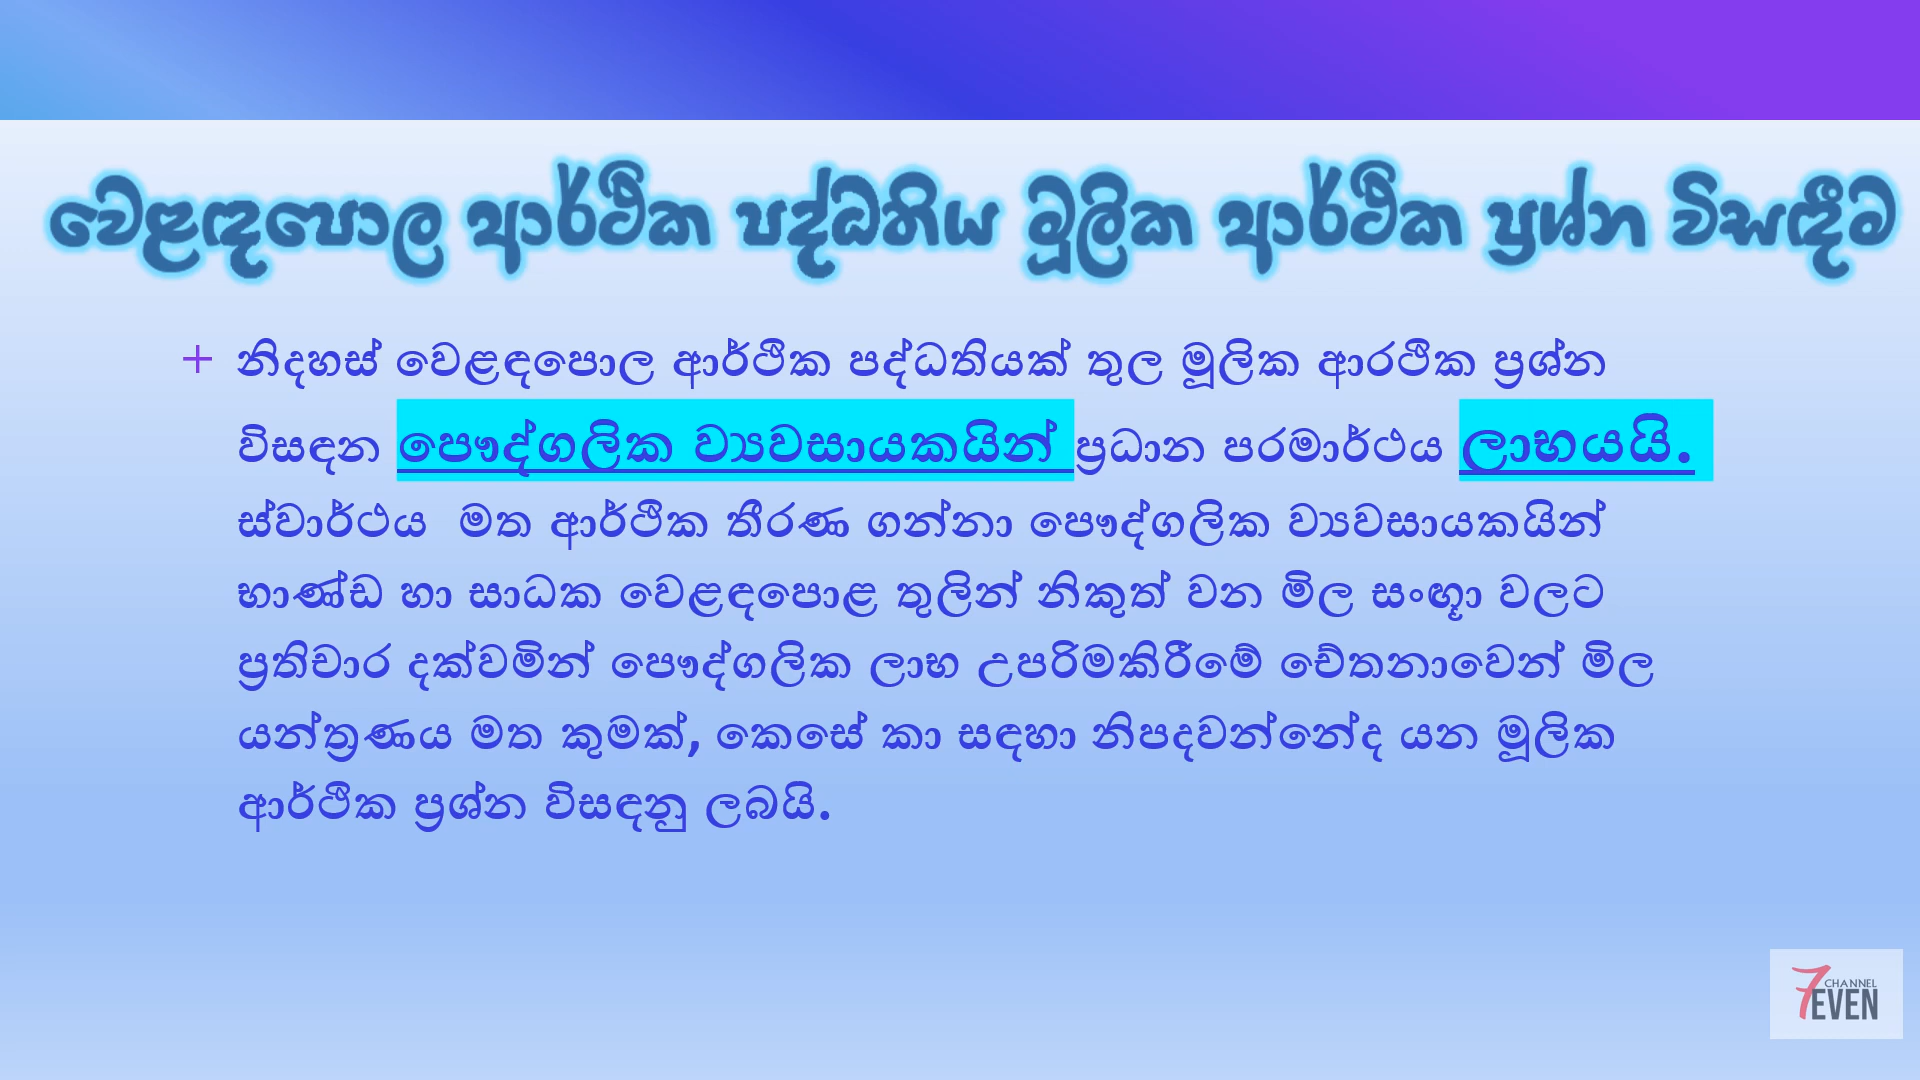 වෙළඳපොල ආර්ථික පද්ධතිය මූලික ආර්ථික ප්‍රශ්න විසඳීම
+ නිදහස් වෙළඳපොල ආර්ථික පද්ධතියක් තුල මූලික ආරථික ප්‍රශ්න
විසඳන පෞද්ගලික ව්‍යවසායකයින් ප්‍රධාන පරමාර්ථය ලාභයයි.
ස්වාර්ථය මත ආර්ථික තීරණ ගන්නා පෞද්ගලික ව්‍යවසායකයින්
භාණ්ඩ හා සාධක වෙළඳපොළ තුලින් නිකුත් වන මිල සංඥා වලට
ප්‍රතිචාර දක්වමින් පෞද්ගලික ලාභ උපරිමකිරීමේ චේතනාවෙන් මිල
යන්ත්‍රණය මත කුමක්, කෙසේ කා සඳහා නිපදවන්නේද යන මූලික
ආර්ථික ප්‍රශ්න විසඳනු ලබයි.
CHANNEL
7EVEN